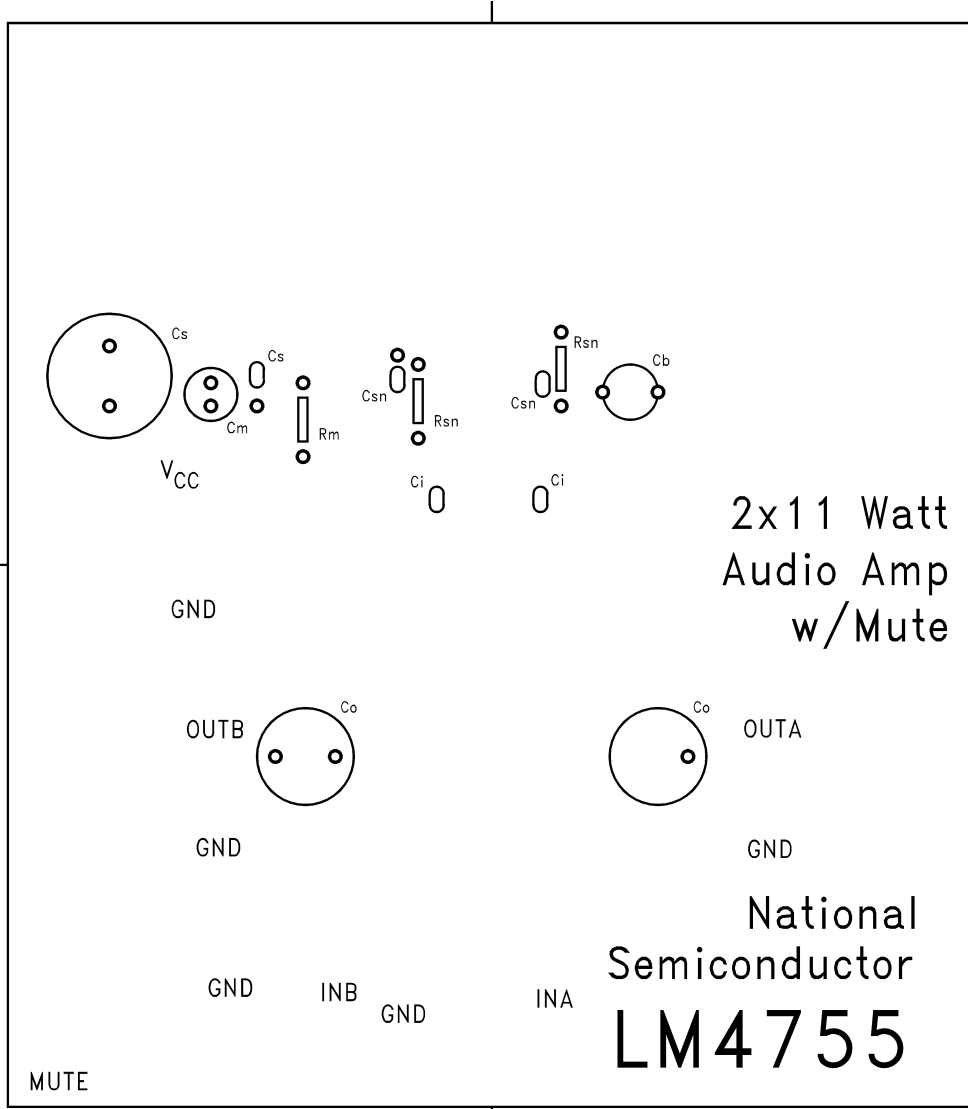 Cs
Cs
Cm
Rm
Csn
Rsn
Rsn
Csn
Cb
VCC
Ci
Ci
2x11 Watt
Audio Amp
w/Mute
GND
Co
OUTB
Co
OUTA
GND
GND
National
Semiconductor
LM4755
GND
INB
GND
INA
MUTE